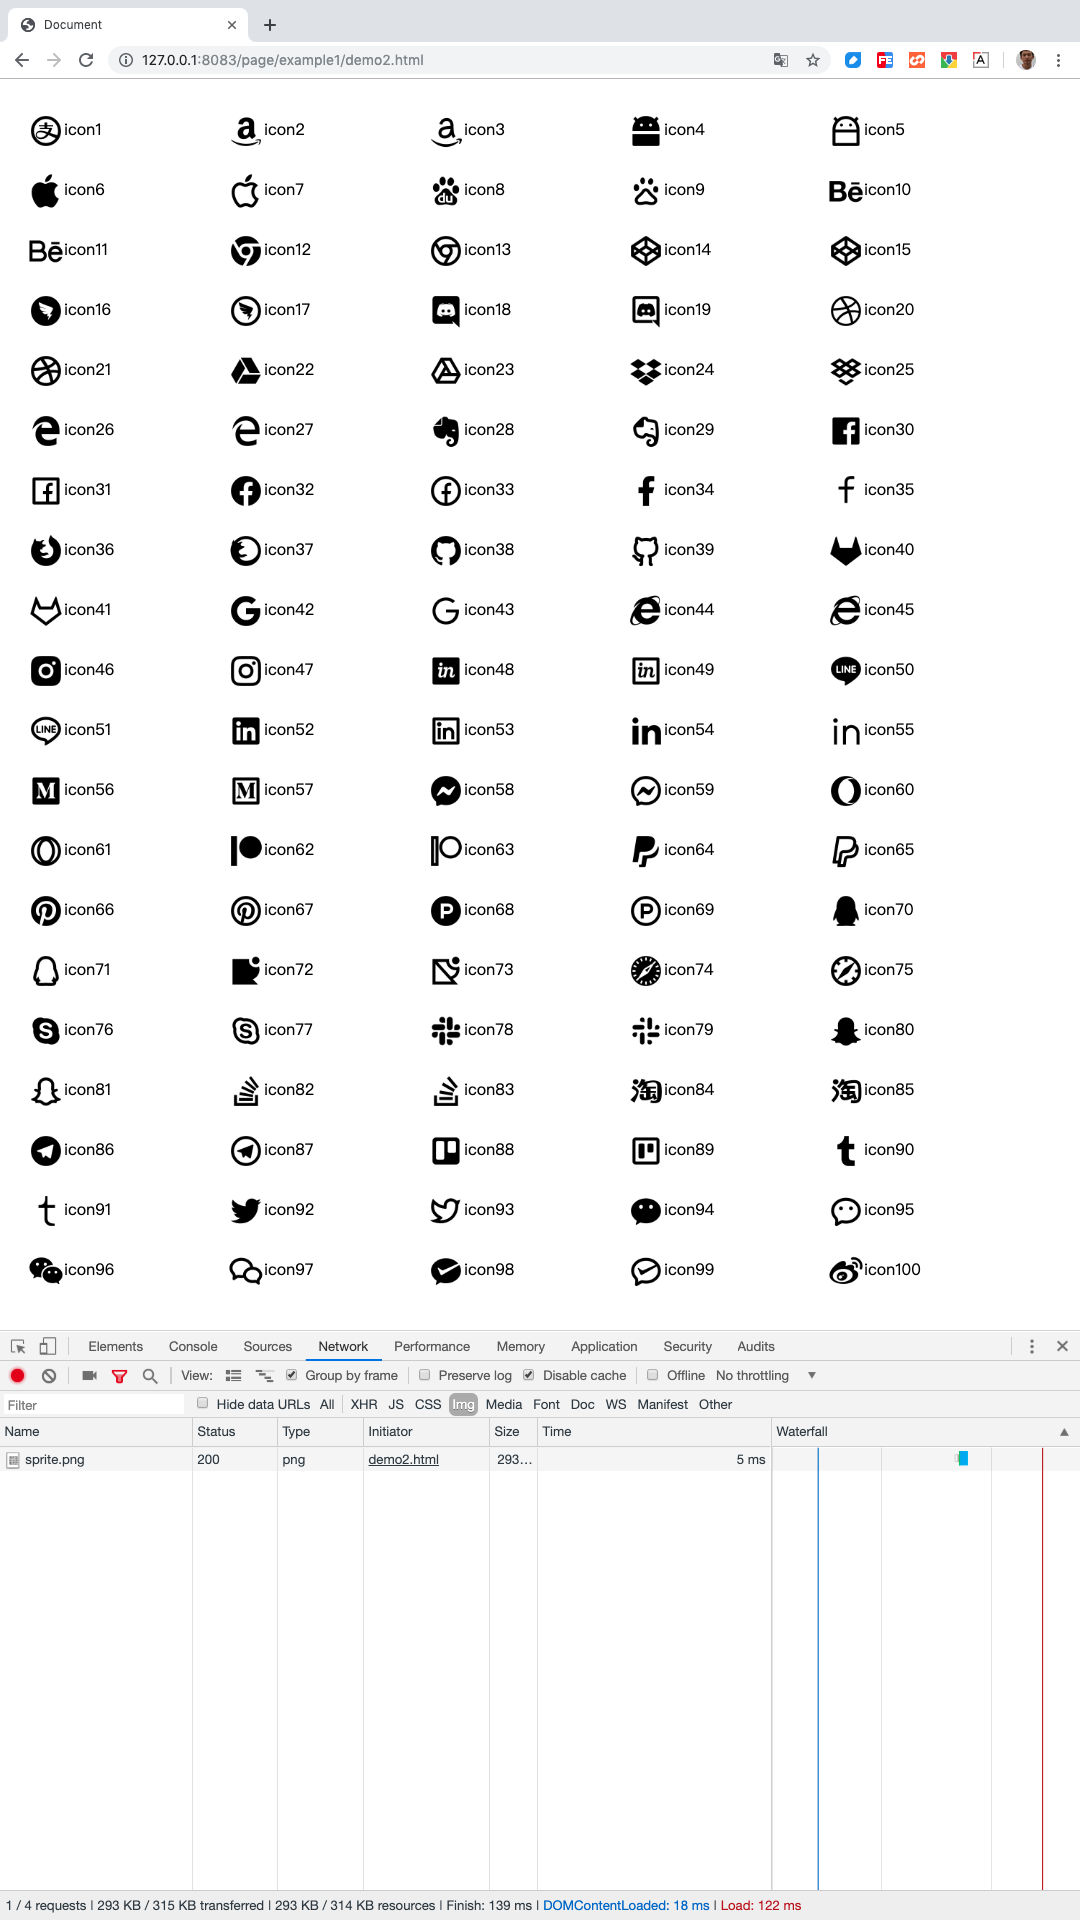 Document
127.0.0.1:8083/page/example1/demo2.html
支 icon1 icon2 icon3 icon4 icon5
icon6 icon7 du icon8 icon9 Bē icon10
Bē icon11 icon12 icon13 icon14 icon15
icon16 icon17 icon18 icon19 icon20
icon21 icon22 icon23 icon24 icon25
icon26 icon27 icon28 icon29 icon30
icon31 icon32 icon33 icon34 icon35
icon36 icon37 icon38 icon39 icon40
icon41 icon42 icon43 icon44 icon45
icon46 icon47 in icon48 in icon49 LINE icon50
LINE icon51 in icon52 in icon53 in icon54 in icon55
M icon56 M icon57 icon58 icon59 icon60
icon61 icon62 icon63 icon64 icon65
icon66 icon67 P icon68 P icon69 icon70
icon71 icon72 icon73 icon74 icon75
S icon76 S icon77 icon78 icon79 icon80
icon81 icon82 icon83 淘 icon84 淘 icon85
icon86 icon87 icon88 icon89 t icon90
t icon91 icon92 icon93 icon94 icon95
icon96 icon97 icon98 icon99 icon100
Elements Console Sources Network Performance Memory Application Security Audits
View: Group by frame Preserve log Disable cache Offline No throttling
Filter Hide data URLs All XHR JS CSS Img Media Font Doc WS Manifest Other
Name Status Type Initiator Size Time Waterfall
sprite.png 200 png demo2.html 293... 5 ms
1 / 4 requests | 293 KB / 315 KB transferred | 293 KB / 314 KB resources | Finish: 139 ms | DOMContentLoaded: 18 ms | Load: 122 ms